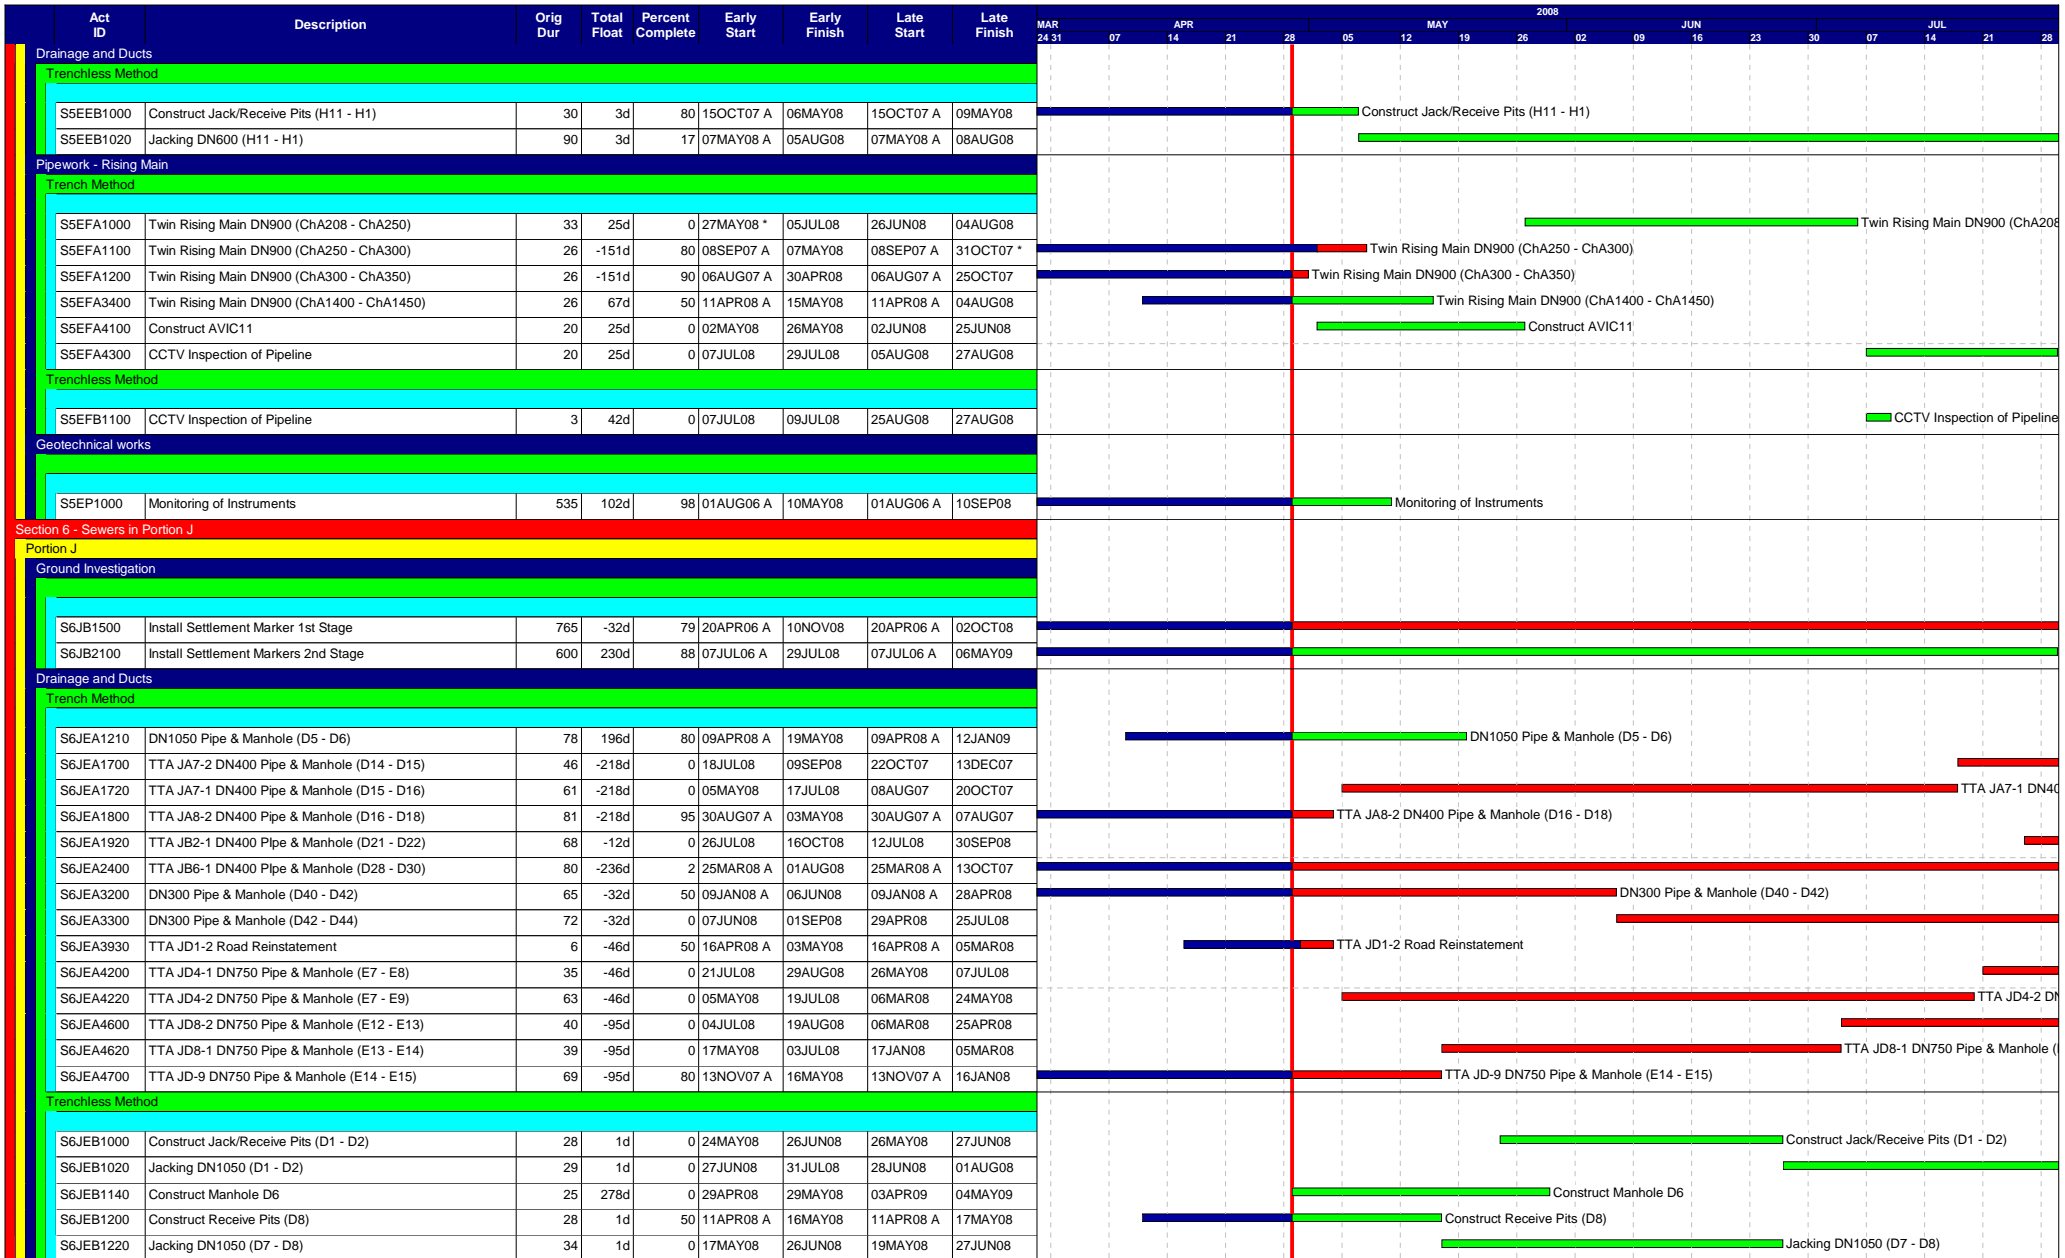 Act ID Description Orig Dur Total Float Percent Complete Early Start Early Finish Late Start Late Finish
2008
MAR APR MAY JUN JUL
24 31 07 14 21 28 05 12 19 26 02 09 16 23 30 07 14 21 28
Drainage and Ducts
Trenchless Method
S5EEB1000 Construct Jack/Receive Pits (H11 - H1) 30 3d 80 15OCT07 A 06MAY08 15OCT07 A 09MAY08 Construct Jack/Receive Pits (H11 - H1)
S5EEB1020 Jacking DN600 (H11 - H1) 90 3d 17 07MAY08 A 05AUG08 07MAY08 A 08AUG08
Pipework - Rising Main
Trench Method
S5EFA1000 Twin Rising Main DN900 (ChA208 - ChA250) 33 25d 0 27MAY08 * 05JUL08 26JUN08 04AUG08 Twin Rising Main DN900 (ChA208
S5EFA1100 Twin Rising Main DN900 (ChA250 - ChA300) 26 -151d 80 08SEP07 A 07MAY08 08SEP07 A 31OCT07 * Twin Rising Main DN900 (ChA250 - ChA300)
S5EFA1200 Twin Rising Main DN900 (ChA300 - ChA350) 26 -151d 90 06AUG07 A 30APR08 06AUG07 A 25OCT07 Twin Rising Main DN900 (ChA300 - ChA350)
S5EFA3400 Twin Rising Main DN900 (ChA1400 - ChA1450) 26 67d 50 11APR08 A 15MAY08 11APR08 A 04AUG08 Twin Rising Main DN900 (ChA1400 - ChA1450)
S5EFA4100 Construct AVIC11 20 25d 0 02MAY08 26MAY08 02JUN08 25JUN08 Construct AVIC11
S5EFA4300 CCTV Inspection of Pipeline 20 25d 0 07JUL08 29JUL08 05AUG08 27AUG08
Trenchless Method
S5EFB1100 CCTV Inspection of Pipeline 3 42d 0 07JUL08 09JUL08 25AUG08 27AUG08 CCTV Inspection of Pipeline
Geotechnical works
S5EP1000 Monitoring of Instruments 535 102d 98 01AUG06 A 10MAY08 01AUG06 A 10SEP08 Monitoring of Instruments
Section 6 - Sewers in Portion J
Portion J
Ground Investigation
S6JB1500 Install Settlement Marker 1st Stage 765 -32d 79 20APR06 A 10NOV08 20APR06 A 02OCT08
S6JB2100 Install Settlement Markers 2nd Stage 600 230d 88 07JUL06 A 29JUL08 07JUL06 A 06MAY09
Drainage and Ducts
Trench Method
S6JEA1210 DN1050 Pipe & Manhole (D5 - D6) 78 196d 80 09APR08 A 19MAY08 09APR08 A 12JAN09 DN1050 Pipe & Manhole (D5 - D6)
S6JEA1700 TTA JA7-2 DN400 Pipe & Manhole (D14 - D15) 46 -218d 0 18JUL08 09SEP08 22OCT07 13DEC07
S6JEA1720 TTA JA7-1 DN400 Pipe & Manhole (D15 - D16) 61 -218d 0 05MAY08 17JUL08 08AUG07 20OCT07 TTA JA7-1 DN40
S6JEA1800 TTA JA8-2 DN400 Pipe & Manhole (D16 - D18) 81 -218d 95 30AUG07 A 03MAY08 30AUG07 A 07AUG07 TTA JA8-2 DN400 Pipe & Manhole (D16 - D18)
S6JEA1920 TTA JB2-1 DN400 PIpe & Manhole (D21 - D22) 68 -12d 0 26JUL08 16OCT08 12JUL08 30SEP08
S6JEA2400 TTA JB6-1 DN400 Pipe & Manhole (D28 - D30) 80 -236d 2 25MAR08 A 01AUG08 25MAR08 A 13OCT07
S6JEA3200 DN300 Pipe & Manhole (D40 - D42) 65 -32d 50 09JAN08 A 06JUN08 09JAN08 A 28APR08 DN300 Pipe & Manhole (D40 - D42)
S6JEA3300 DN300 Pipe & Manhole (D42 - D44) 72 -32d 0 07JUN08 01SEP08 29APR08 25JUL08
S6JEA3930 TTA JD1-2 Road Reinstatement 6 -46d 50 16APR08 A 03MAY08 16APR08 A 05MAR08 TTA JD1-2 Road Reinstatement
S6JEA4200 TTA JD4-1 DN750 Pipe & Manhole (E7 - E8) 35 -46d 0 21JUL08 29AUG08 26MAY08 07JUL08
S6JEA4220 TTA JD4-2 DN750 Pipe & Manhole (E7 - E9) 63 -46d 0 05MAY08 19JUL08 06MAR08 24MAY08 TTA JD4-2 DN
S6JEA4600 TTA JD8-2 DN750 Pipe & Manhole (E12 - E13) 40 -95d 0 04JUL08 19AUG08 06MAR08 25APR08
S6JEA4620 TTA JD8-1 DN750 Pipe & Manhole (E13 - E14) 39 -95d 0 17MAY08 03JUL08 17JAN08 05MAR08 TTA JD8-1 DN750 Pipe & Manhole (
S6JEA4700 TTA JD-9 DN750 Pipe & Manhole (E14 - E15) 69 -95d 80 13NOV07 A 16MAY08 13NOV07 A 16JAN08 TTA JD-9 DN750 Pipe & Manhole (E14 - E15)
Trenchless Method
S6JEB1000 Construct Jack/Receive Pits (D1 - D2) 28 1d 0 24MAY08 26JUN08 26MAY08 27JUN08 Construct Jack/Receive Pits (D1 - D2)
S6JEB1020 Jacking DN1050 (D1 - D2) 29 1d 0 27JUN08 31JUL08 28JUN08 01AUG08
S6JEB1140 Construct Manhole D6 25 278d 0 29APR08 29MAY08 03APR09 04MAY09 Construct Manhole D6
S6JEB1200 Construct Receive Pits (D8) 28 1d 50 11APR08 A 16MAY08 11APR08 A 17MAY08 Construct Receive Pits (D8)
S6JEB1220 Jacking DN1050 (D7 - D8) 34 1d 0 17MAY08 26JUN08 19MAY08 27JUN08 Jacking DN1050 (D7 - D8)